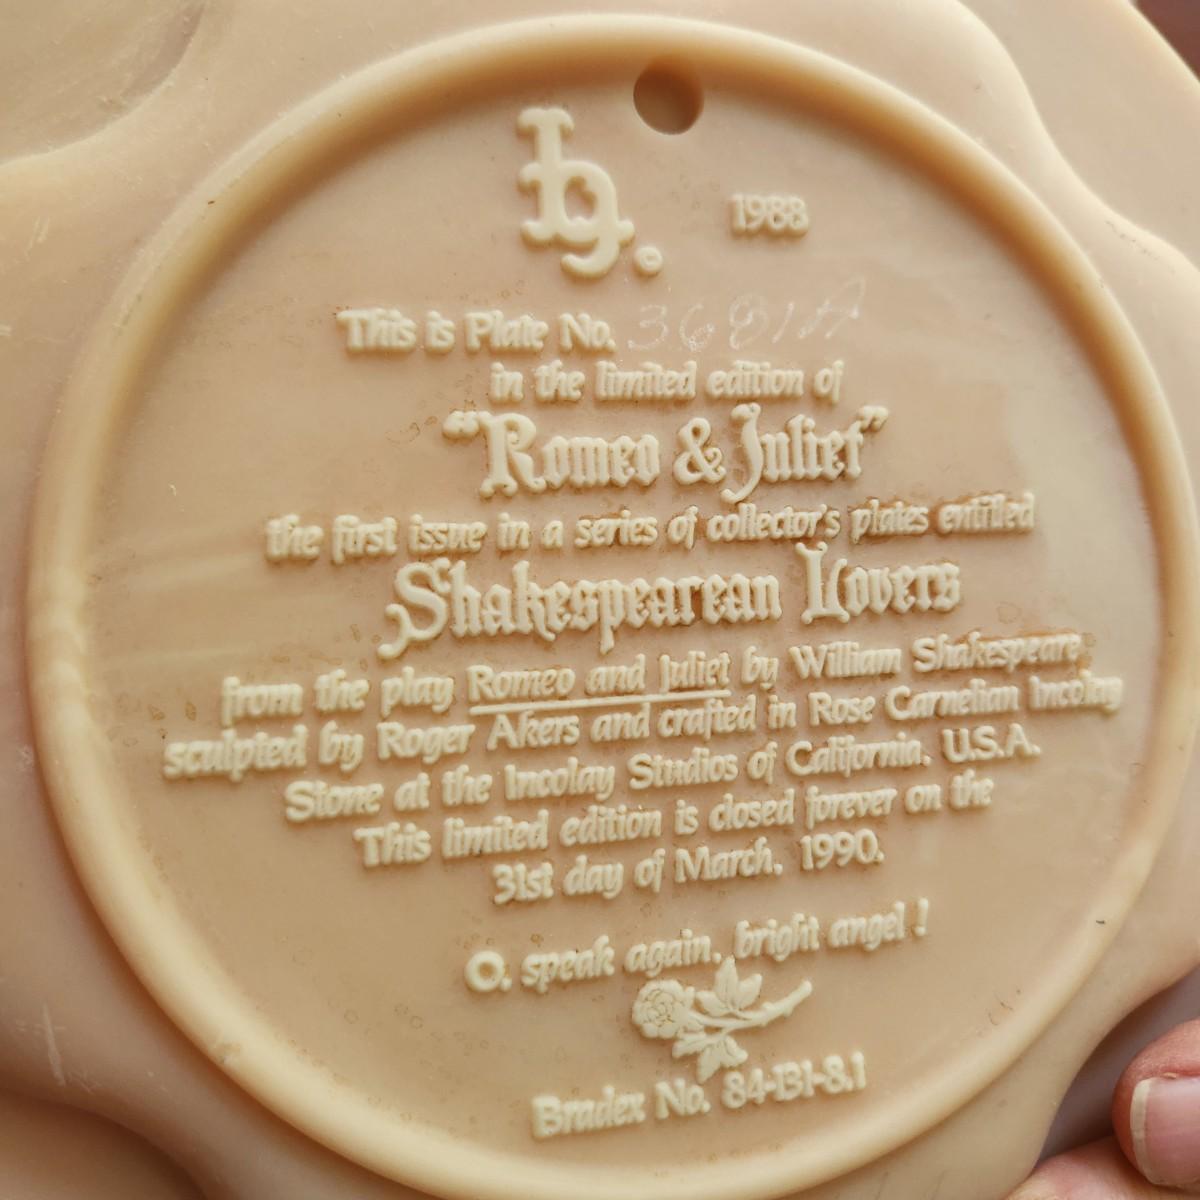 1988
©
This is Plate No. 3681A
in the limited edition of
"Romeo & Juliet"
the first issue in a series of collector's plates entitled
Shakespearean Lovers
from the play Romeo and Juliet by William Shakespeare,
sculpted by Roger Akers and crafted in Rose Carnelian Incolay
Stone at the Incolay Studios of California, U.S.A.
This limited edition is closed forever on the
31st day of March, 1990.
O, speak again, bright angel!
Bradex No. 84-131-8.1